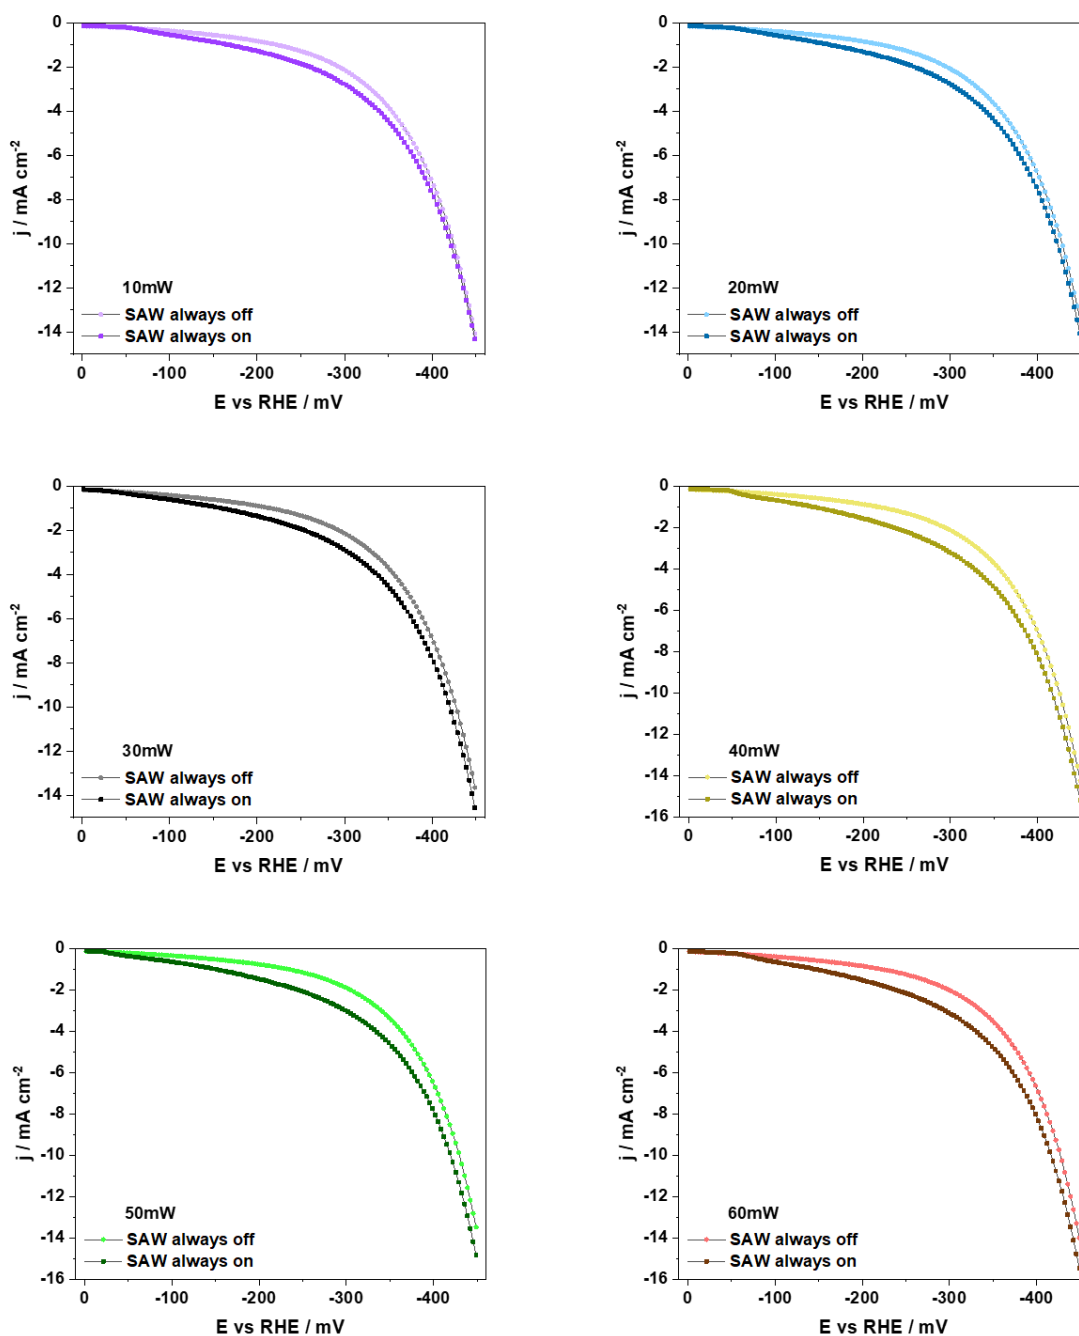 0
-2
-4
-6
-8
-10
-12
-14
j / mA cm⁻²
10mW
SAW always off
SAW always on
0 -100 -200 -300 -400
E vs RHE / mV
0
-2
-4
-6
-8
-10
-12
-14
j / mA cm⁻²
20mW
SAW always off
SAW always on
0 -100 -200 -300 -400
E vs RHE / mV
0
-2
-4
-6
-8
-10
-12
-14
j / mA cm⁻²
30mW
SAW always off
SAW always on
0 -100 -200 -300 -400
E vs RHE / mV
0
-2
-4
-6
-8
-10
-12
-14
-16
j / mA cm⁻²
40mW
SAW always off
SAW always on
0 -100 -200 -300 -400
E vs RHE / mV
0
-2
-4
-6
-8
-10
-12
-14
-16
j / mA cm⁻²
50mW
SAW always off
SAW always on
0 -100 -200 -300 -400
E vs RHE / mV
0
-2
-4
-6
-8
-10
-12
-14
-16
j / mA cm⁻²
60mW
SAW always off
SAW always on
0 -100 -200 -300 -400
E vs RHE / mV